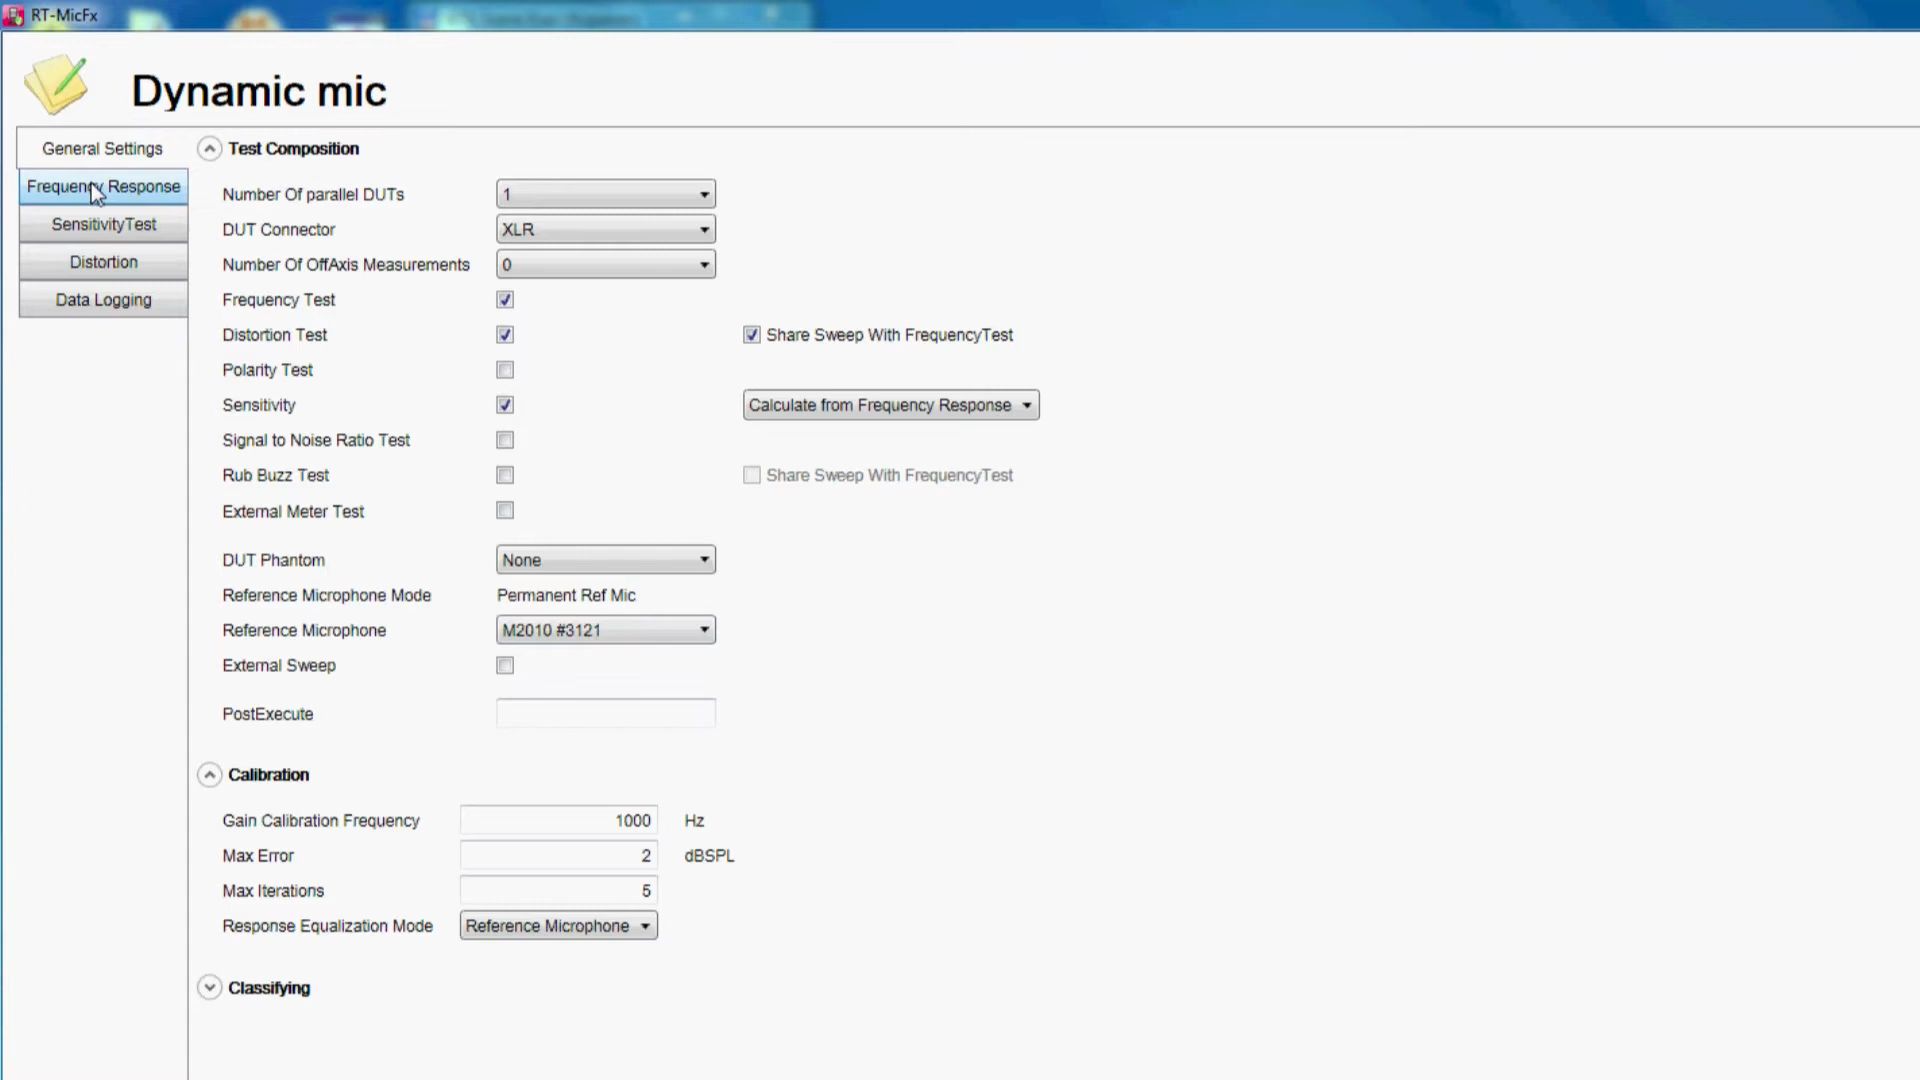 RT-MicFx
Dynamic mic
General Settings
Frequency Response
SensitivityTest
Distortion
Data Logging
Test Composition
Number Of parallel DUTs 1
DUT Connector XLR
Number Of OffAxis Measurements 0
Frequency Test
Distortion Test Share Sweep With FrequencyTest
Polarity Test
Sensitivity Calculate from Frequency Response
Signal to Noise Ratio Test
Rub Buzz Test Share Sweep With FrequencyTest
External Meter Test
DUT Phantom None
Reference Microphone Mode Permanent Ref Mic
Reference Microphone M2010 #3121
External Sweep
PostExecute
Calibration
Gain Calibration Frequency 1000 Hz
Max Error 2 dBSPL
Max Iterations 5
Response Equalization Mode Reference Microphone
Classifying